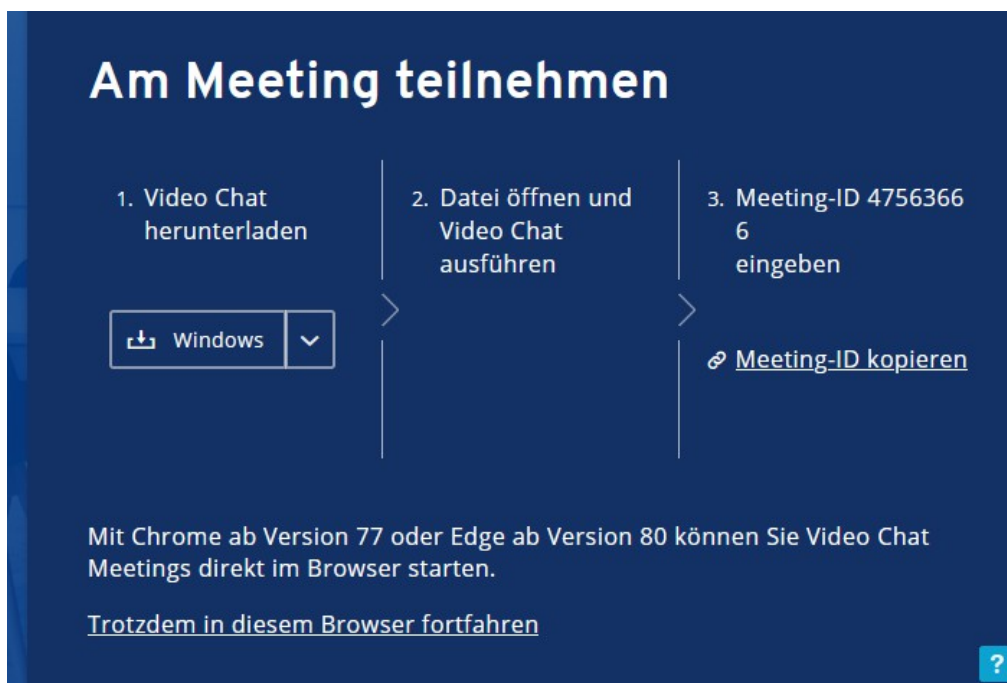 Am Meeting teilnehmen
1. Video Chat
herunterladen
Windows
2. Datei öffnen und
Video Chat
ausführen
3. Meeting-ID 4756366
6
eingeben
Meeting-ID kopieren
Mit Chrome ab Version 77 oder Edge ab Version 80 können Sie Video Chat
Meetings direkt im Browser starten.
Trotzdem in diesem Browser fortfahren
?